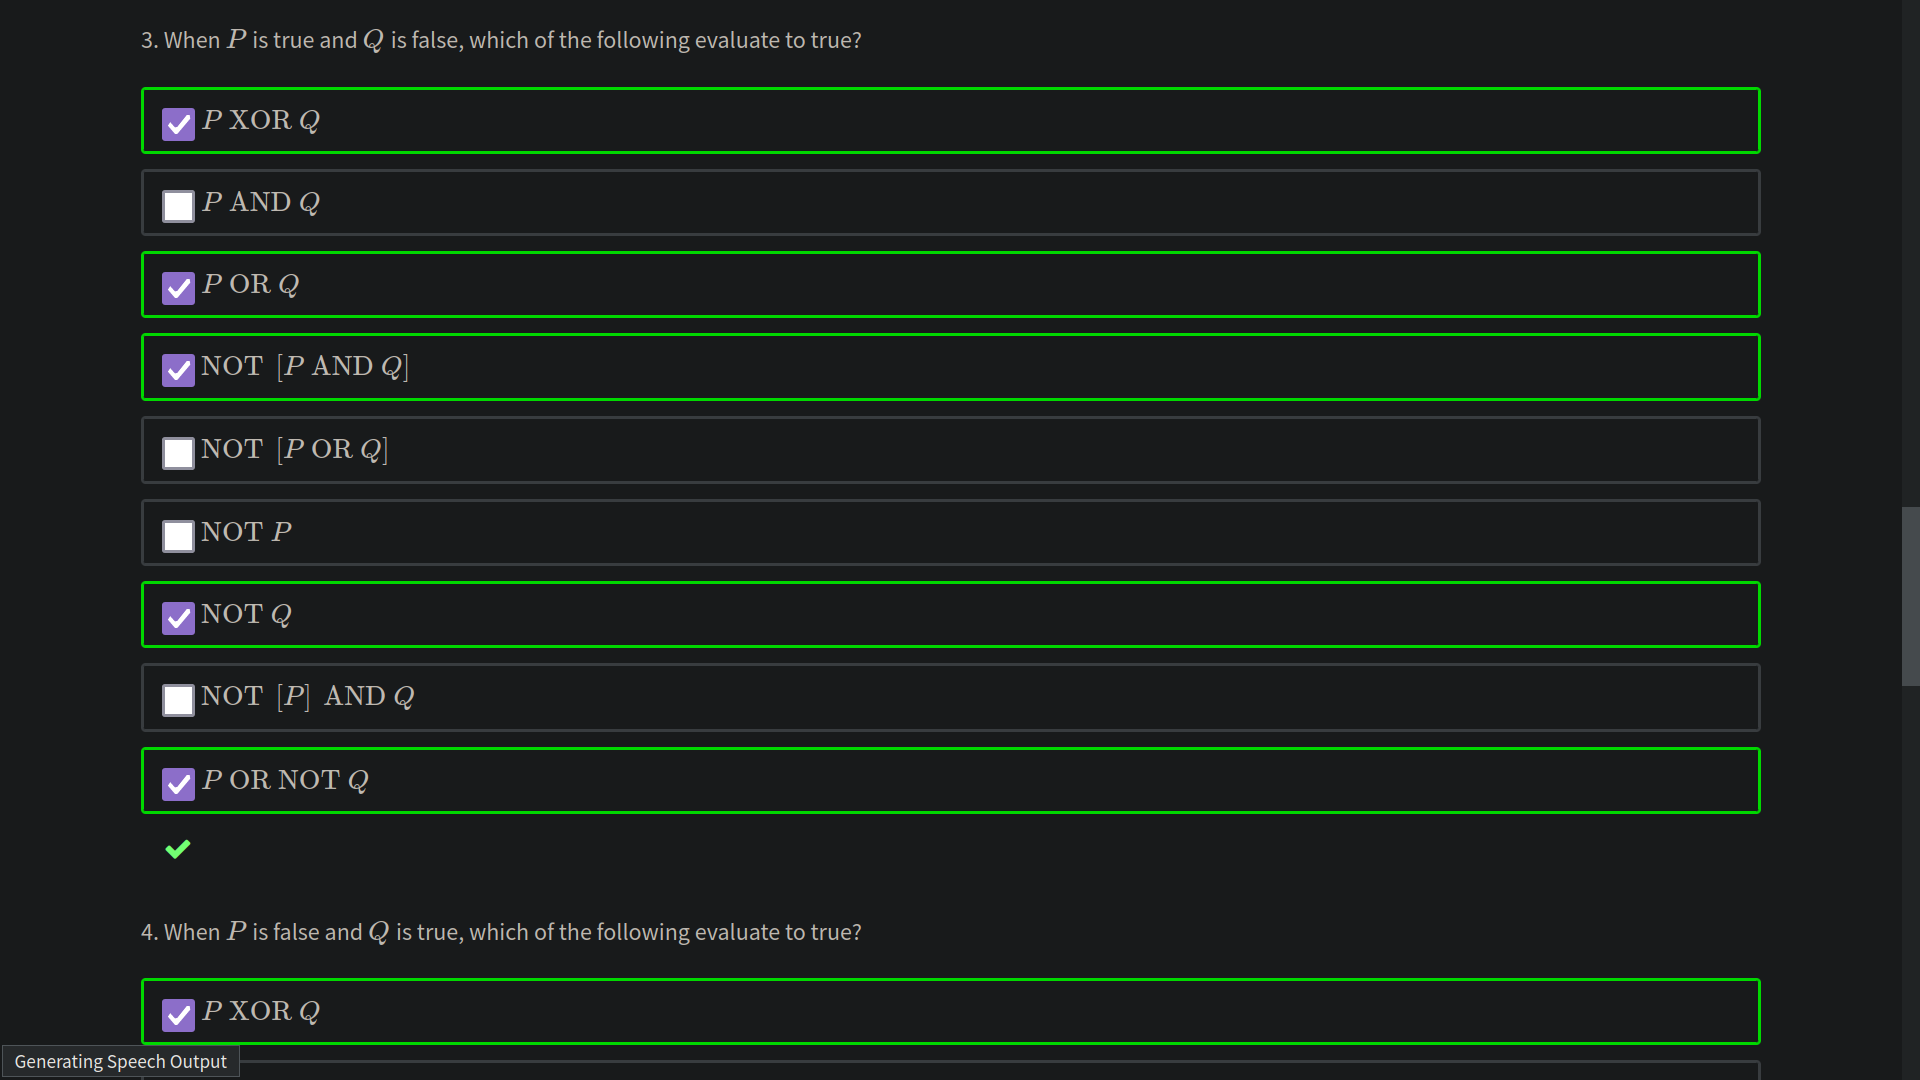 3. When P is true and Q is false, which of the following evaluate to true?
P XOR Q
P AND Q
P OR Q
NOT [P AND Q]
NOT [P OR Q]
NOT P
NOT Q
NOT [P] AND Q
P OR NOT Q
4. When P is false and Q is true, which of the following evaluate to true?
P XOR Q
Generating Speech Output